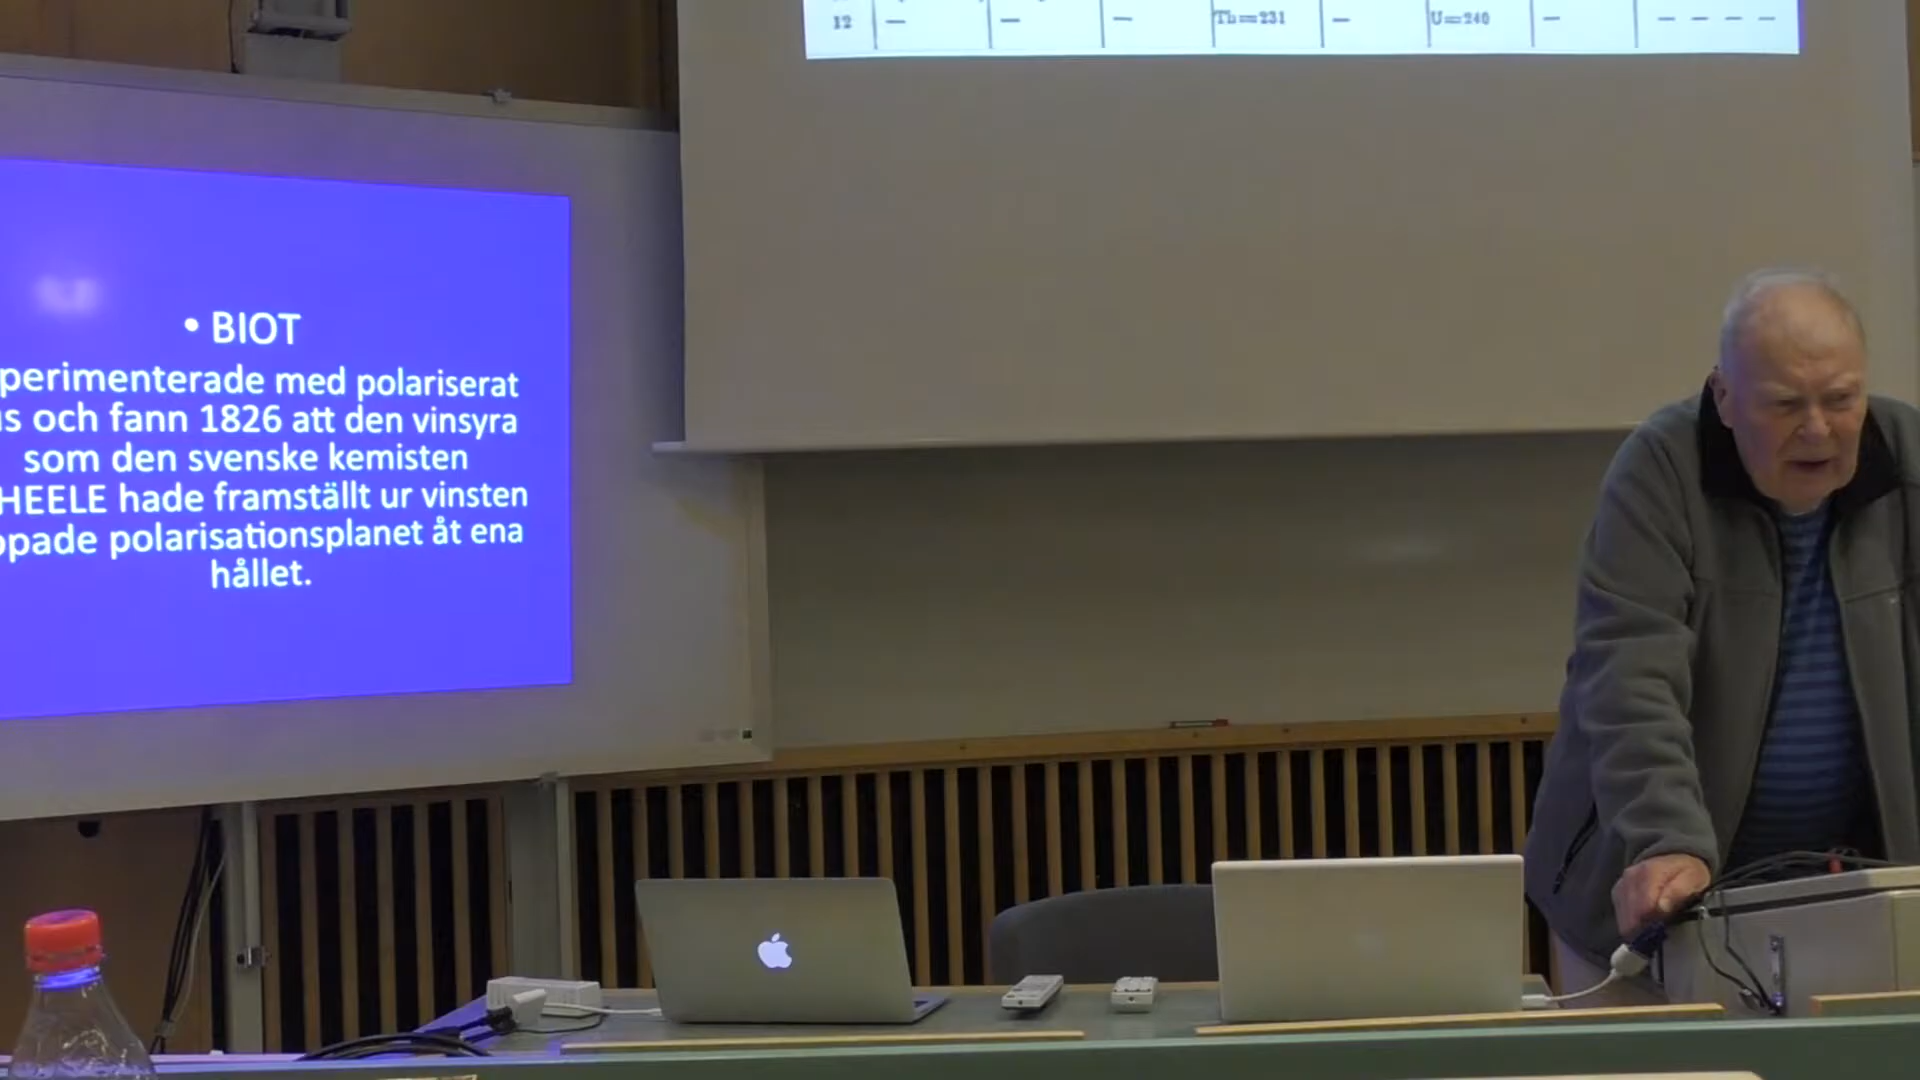 12 — — — Th=231 — U=240 — — — — —
• BIOT
perimenterade med polariserat
s och fann 1826 att den vinsyra
som den svenske kemisten
HEELE hade framställt ur vinsten
ppade polarisationsplanet åt ena
hållet.